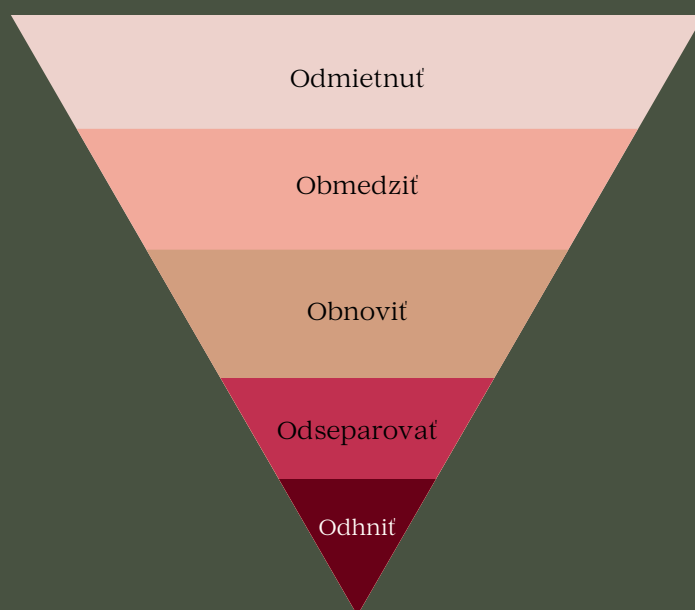 Odmietnuť
Obmedziť
Obnoviť
Odseparovať
Odhniť